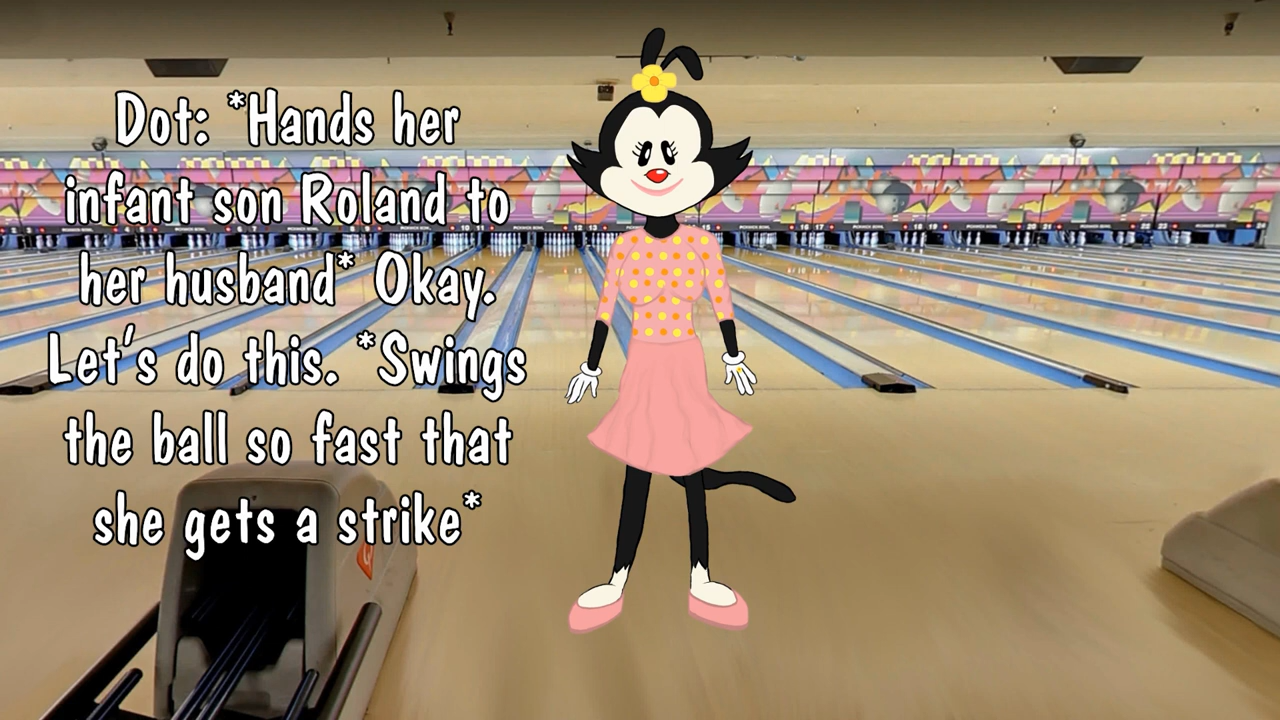 Dot: *Hands her
infant son Roland to
her husband* Okay.
Let's do this. *Swings
the ball so fast that
she gets a strike*